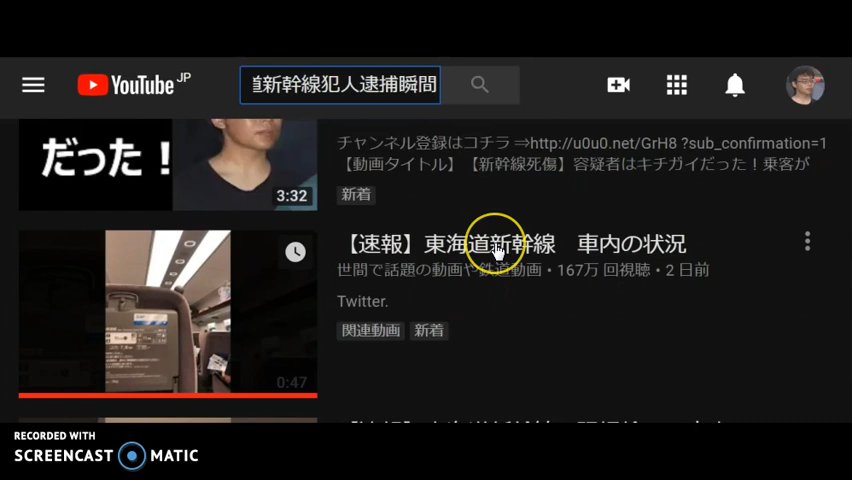 YouTube JP
道新幹線犯人逮捕瞬間
チャンネル登録はコチラ ⇒http://u0u0.net/GrH8 ?sub_confirmation=1
【動画タイトル】【新幹線死傷】容疑者はキチガイだった！乗客が
だった！
3:32
新着
【速報】東海道新幹線　車内の状況
世間で話題の動画や鉄道動画・167万 回視聴・2 日前
Twitter.
関連動画 新着
0:47
RECORDED WITH
SCREENCAST MATIC